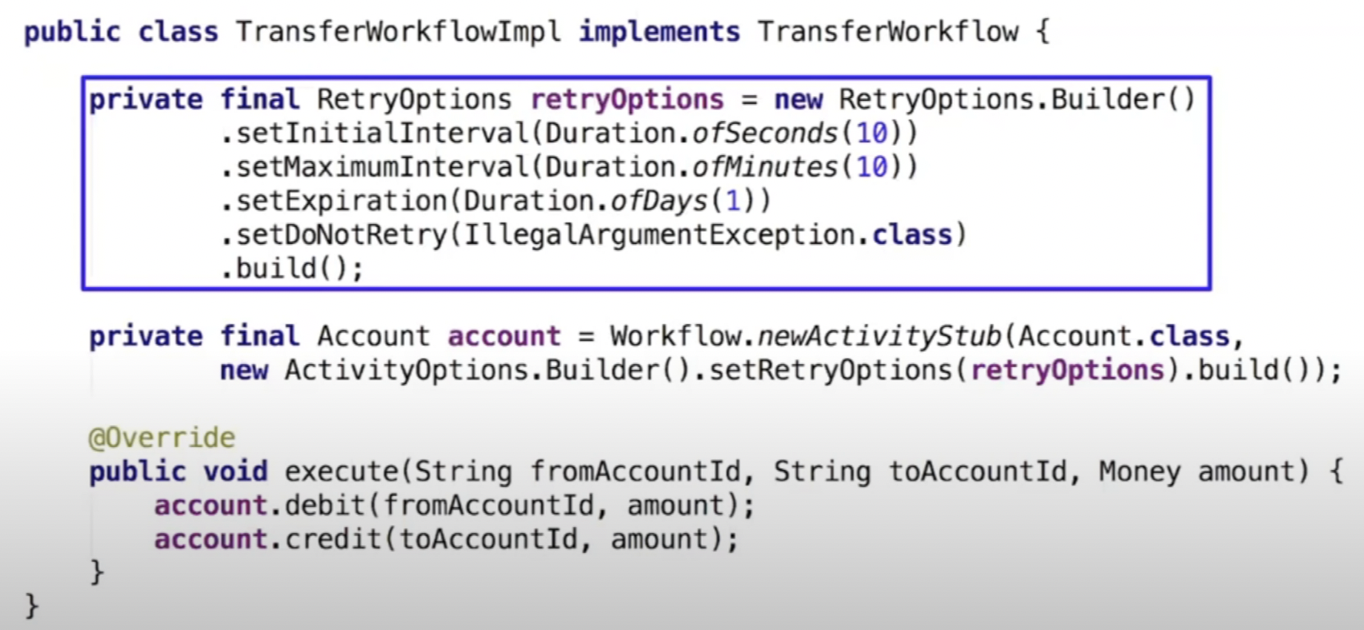 public class TransferWorkflowImpl implements TransferWorkflow {
private final RetryOptions retryOptions = new RetryOptions.Builder()
.setInitialInterval(Duration.ofSeconds(10))
.setMaximumInterval(Duration.ofMinutes(10))
.setExpiration(Duration.ofDays(1))
.setDoNotRetry(IllegalArgumentException.class)
.build();
private final Account account = Workflow.newActivityStub(Account.class,
new ActivityOptions.Builder().setRetryOptions(retryOptions).build());
@Override
public void execute(String fromAccountId, String toAccountId, Money amount) {
account.debit(fromAccountId, amount);
account.credit(toAccountId, amount);
}
}